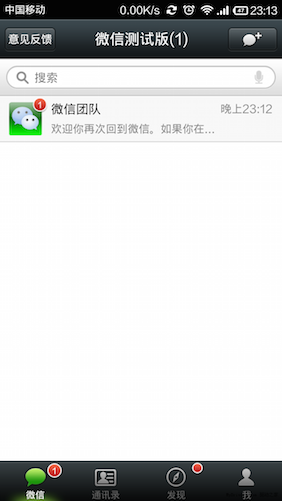 中国移动 0.00K/s 23:13
意见反馈 微信测试版(1)
搜索
1 微信团队 晚上23:12
欢迎你再次回到微信。如果你在...
1
微信 通讯录 发现 我